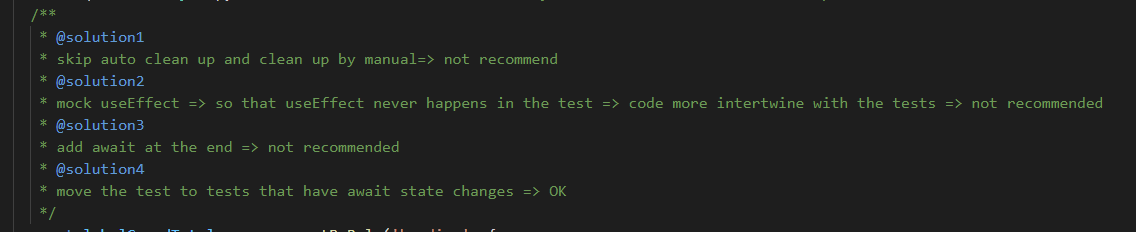 /**
* @solution1
* skip auto clean up and clean up by manual=> not recommend
* @solution2
* mock useEffect => so that useEffect never happens in the test => code more intertwine with the tests => not recommended
* @solution3
* add await at the end => not recommended
* @solution4
* move the test to tests that have await state changes => OK
*/